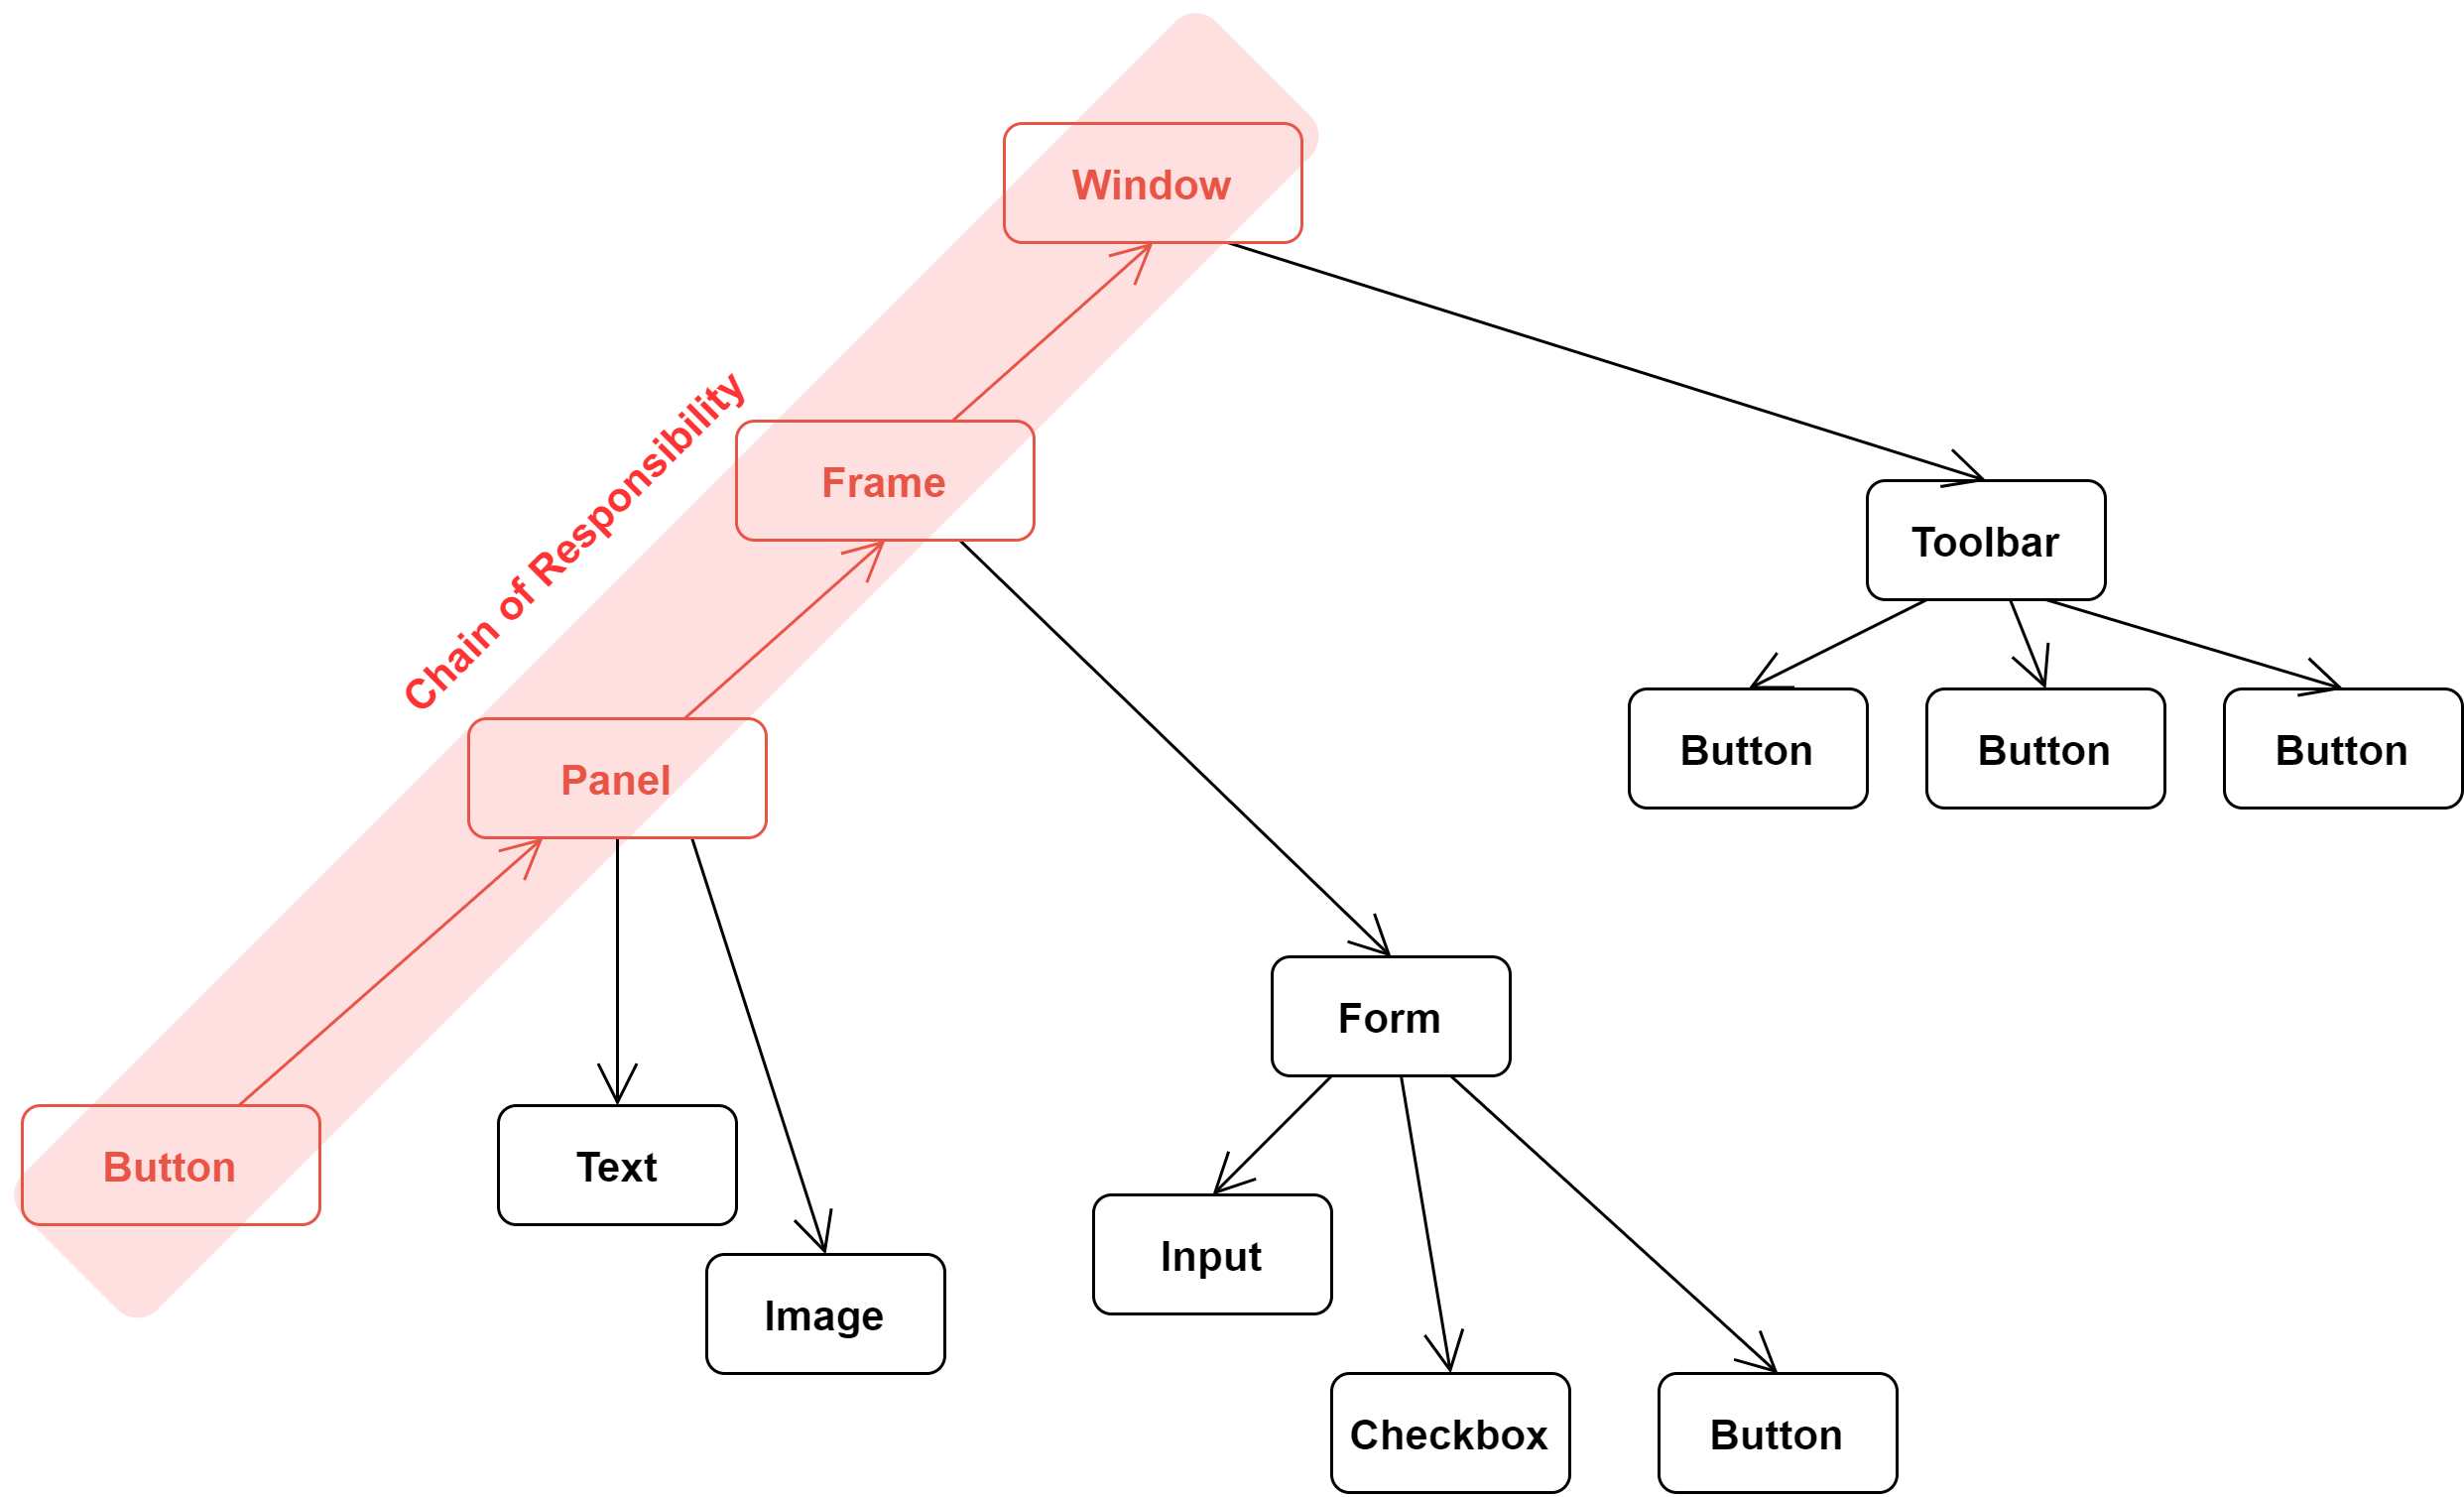 Window
Chain of Responsibility
Frame
Toolbar
Panel
Button
Button
Button
Form
Button
Text
Input
Image
Checkbox
Button